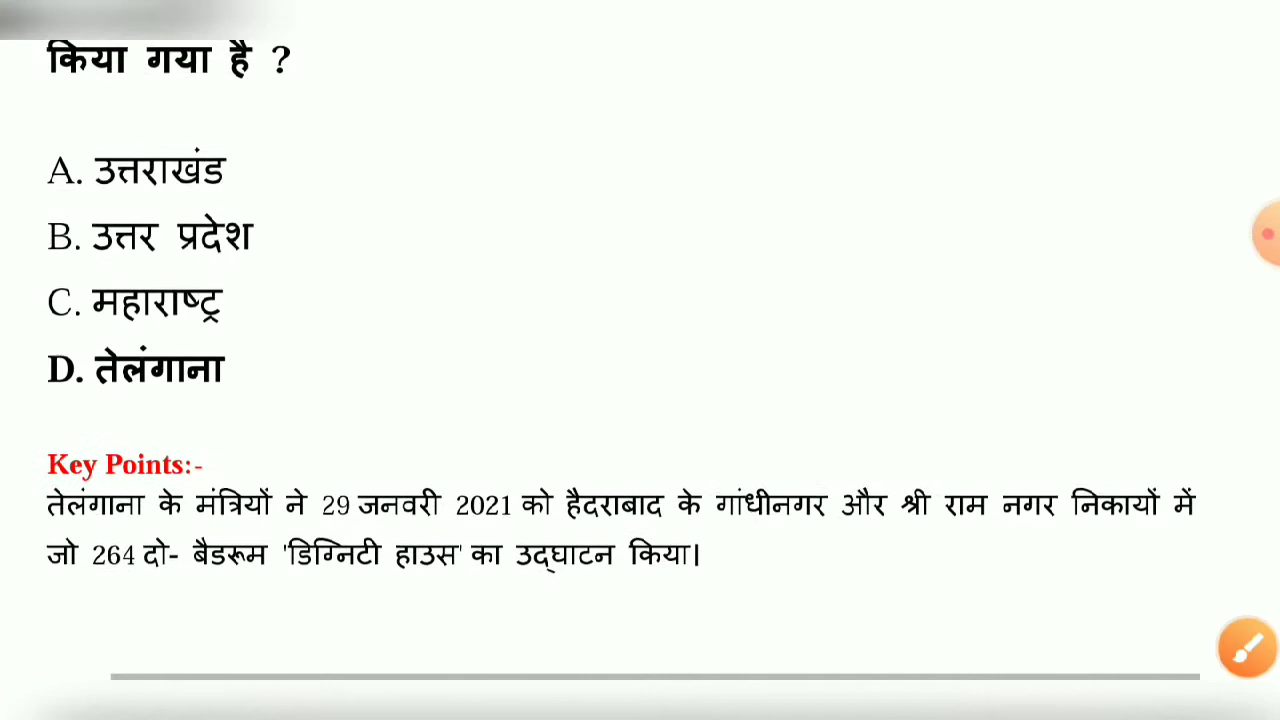 किया गया है ?
A. उत्तराखंड
B. उत्तर प्रदेश
C. महाराष्ट्र
D. तेलंगाना
Key Points:-
तेलंगाना के मंत्रियों ने 29 जनवरी 2021 को हैदराबाद के गांधीनगर और श्री राम नगर निकायों में
जो 264 दो- बैडरूम 'डिग्निटी हाउस' का उद्घाटन किया।